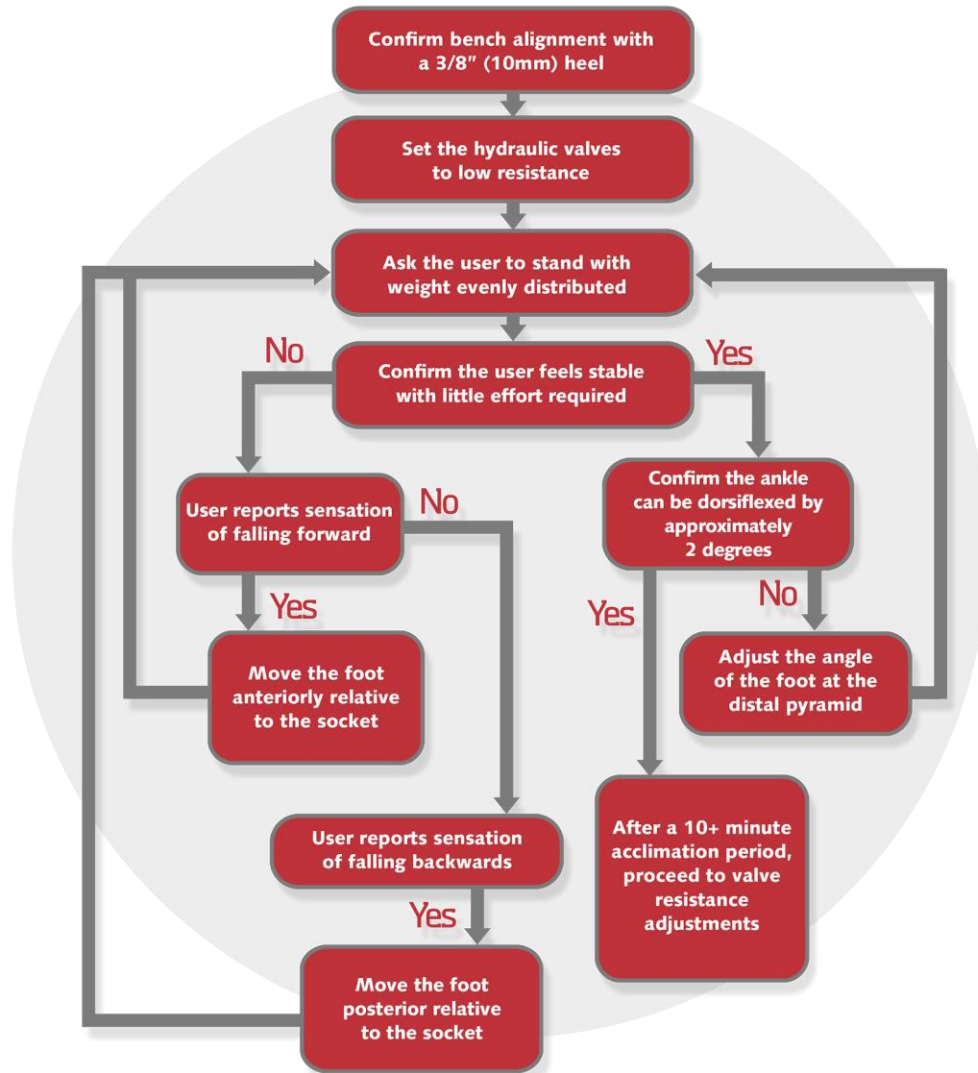 Confirm bench alignment with
a 3/8" (10mm) heel
Set the hydraulic valves
to low resistance
Ask the user to stand with
weight evenly distributed
No
Yes
Confirm the user feels stable
with little effort required
User reports sensation
of falling forward
No
Confirm the ankle
can be dorsiflexed by
approximately
2 degrees
Yes
Yes
No
Move the foot
anteriorly relative
to the socket
Adjust the angle
of the foot at the
distal pyramid
User reports sensation
of falling backwards
After a 10+ minute
acclimation period,
proceed to valve
resistance
adjustments
Yes
Move the foot
posterior relative
to the socket